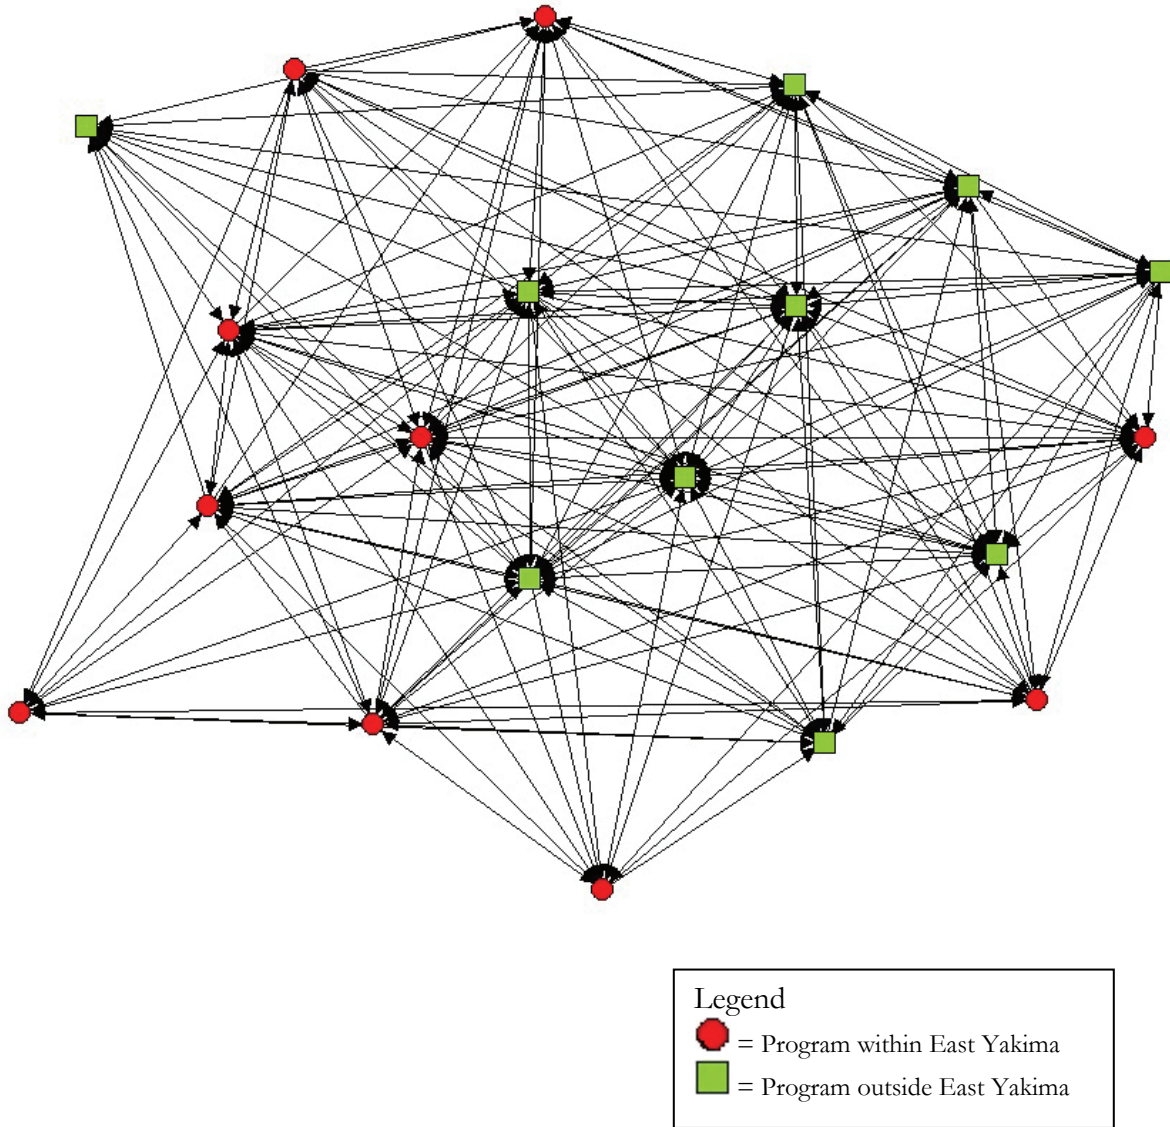 Legend
= Program within East Yakima
= Program outside East Yakima